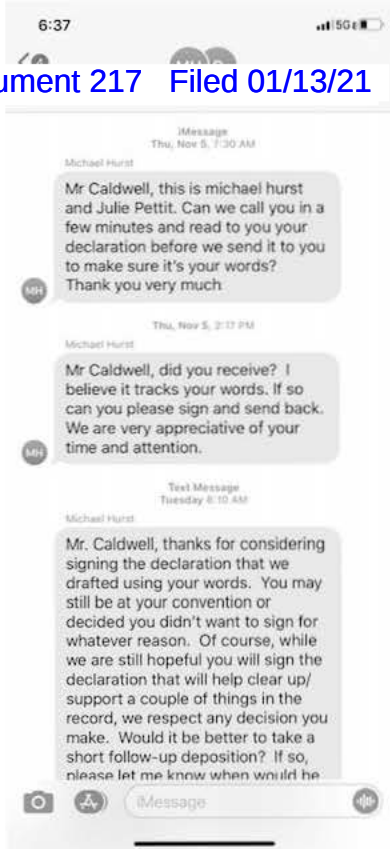 6:37
5GE
ument 217 Filed 01/13/21
iMessage
Thu, Nov 5, 7:30 AM
Michael Hurst
Mr Caldwell, this is michael hurst
and Julie Pettit. Can we call you in a
few minutes and read to you your
declaration before we send it to you
to make sure it's your words?
Thank you very much
MH
Thu, Nov 5, 2:17 PM
Michael Hurst
Mr Caldwell, did you receive? I
believe it tracks your words. If so
can you please sign and send back.
We are very appreciative of your
time and attention.
MH
Text Message
Tuesday 6:10 AM
Michael Hurst
Mr. Caldwell, thanks for considering
signing the declaration that we
drafted using your words. You may
still be at your convention or
decided you didn't want to sign for
whatever reason. Of course, while
we are still hopeful you will sign the
declaration that will help clear up/
support a couple of things in the
record, we respect any decision you
make. Would it be better to take a
short follow-up deposition? If so,
please let me know when would be
iMessage